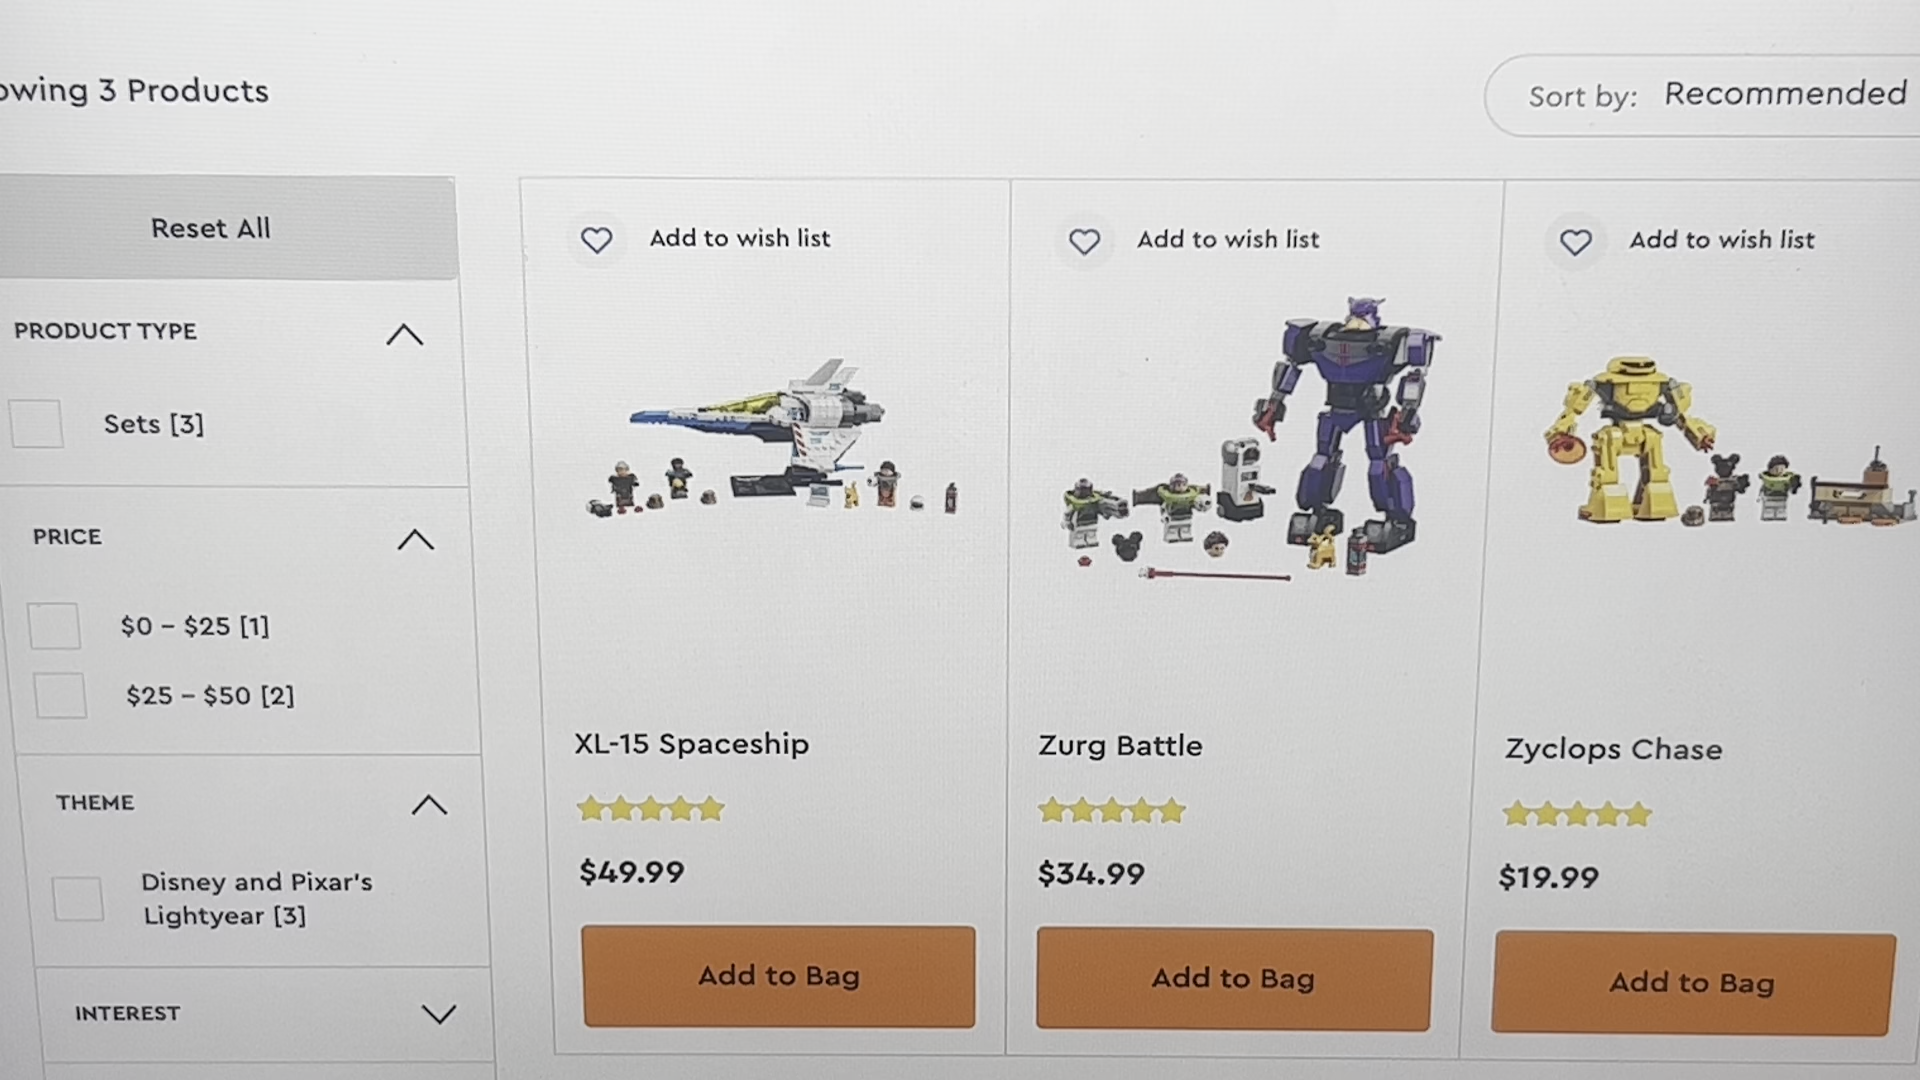 owing 3 Products
Sort by: Recommended
Reset All
PRODUCT TYPE
Sets [3]
PRICE
$0 – $25 [1]
$25 – $50 [2]
THEME
Disney and Pixar's
Lightyear [3]
INTEREST
Add to wish list
XL-15 Spaceship
$49.99
Add to Bag
Add to wish list
Zurg Battle
$34.99
Add to Bag
Add to wish list
Zyclops Chase
$19.99
Add to Bag